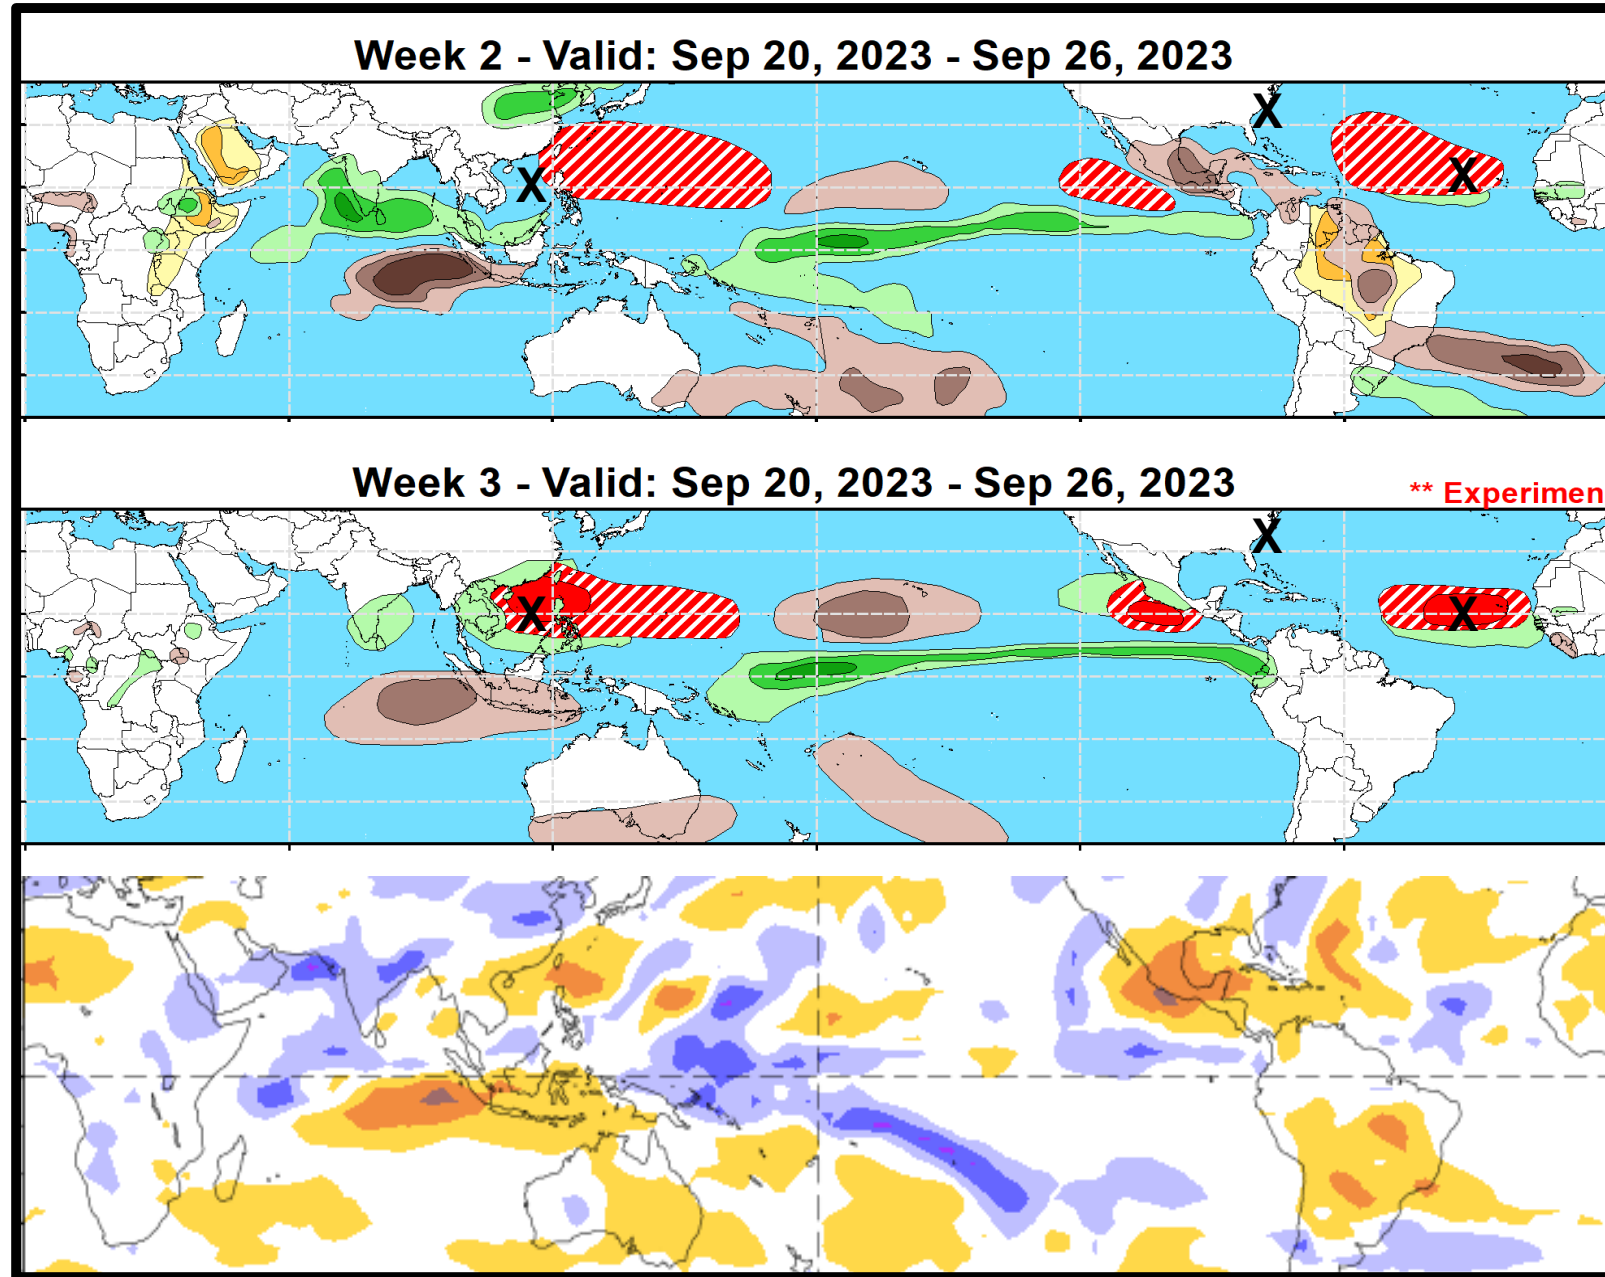 Week 2 - Valid: Sep 20, 2023 - Sep 26, 2023
X
X
X
Week 3 - Valid: Sep 20, 2023 - Sep 26, 2023
** Experimen
X
X
X